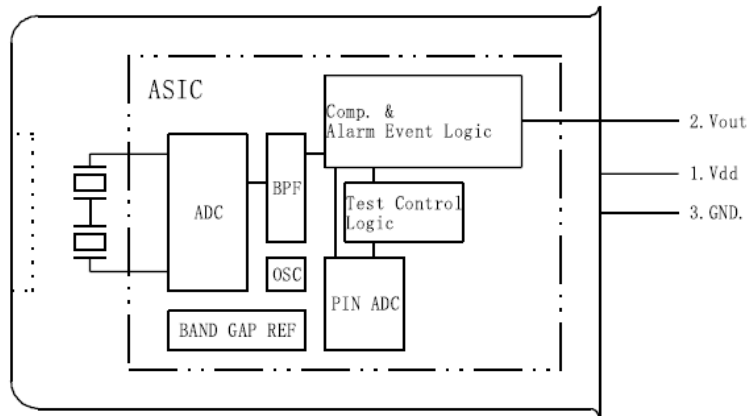 ASIC
Comp. &
Alarm Event Logic
2. Vout
1. Vdd
3. GND.
ADC
BPF
Test Control
Logic
OSC
PIN ADC
BAND GAP REF